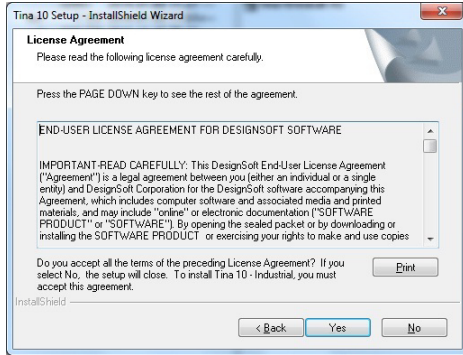 Tina 10 Setup - InstallShield Wizard
License Agreement
Please read the following license agreement carefully.
Press the PAGE DOWN key to see the rest of the agreement.
END-USER LICENSE AGREEMENT FOR DESIGNSOFT SOFTWARE
IMPORTANT-READ CAREFULLY: This DesignSoft End-User License Agreement
("Agreement") is a legal agreement between you (either an individual or a single
entity) and DesignSoft Corporation for the DesignSoft software accompanying this
Agreement, which includes computer software and associated media and printed
materials, and may include "online" or electronic documentation ("SOFTWARE
PRODUCT" or "SOFTWARE"). By opening the sealed packet or by downloading or
installing the SOFTWARE PRODUCT or exercising your rights to make and use copies
Do you accept all the terms of the preceding License Agreement? If you
select No, the setup will close. To install Tina 10 - Industrial, you must
accept this agreement.
Print
InstallShield
< Back
Yes
No